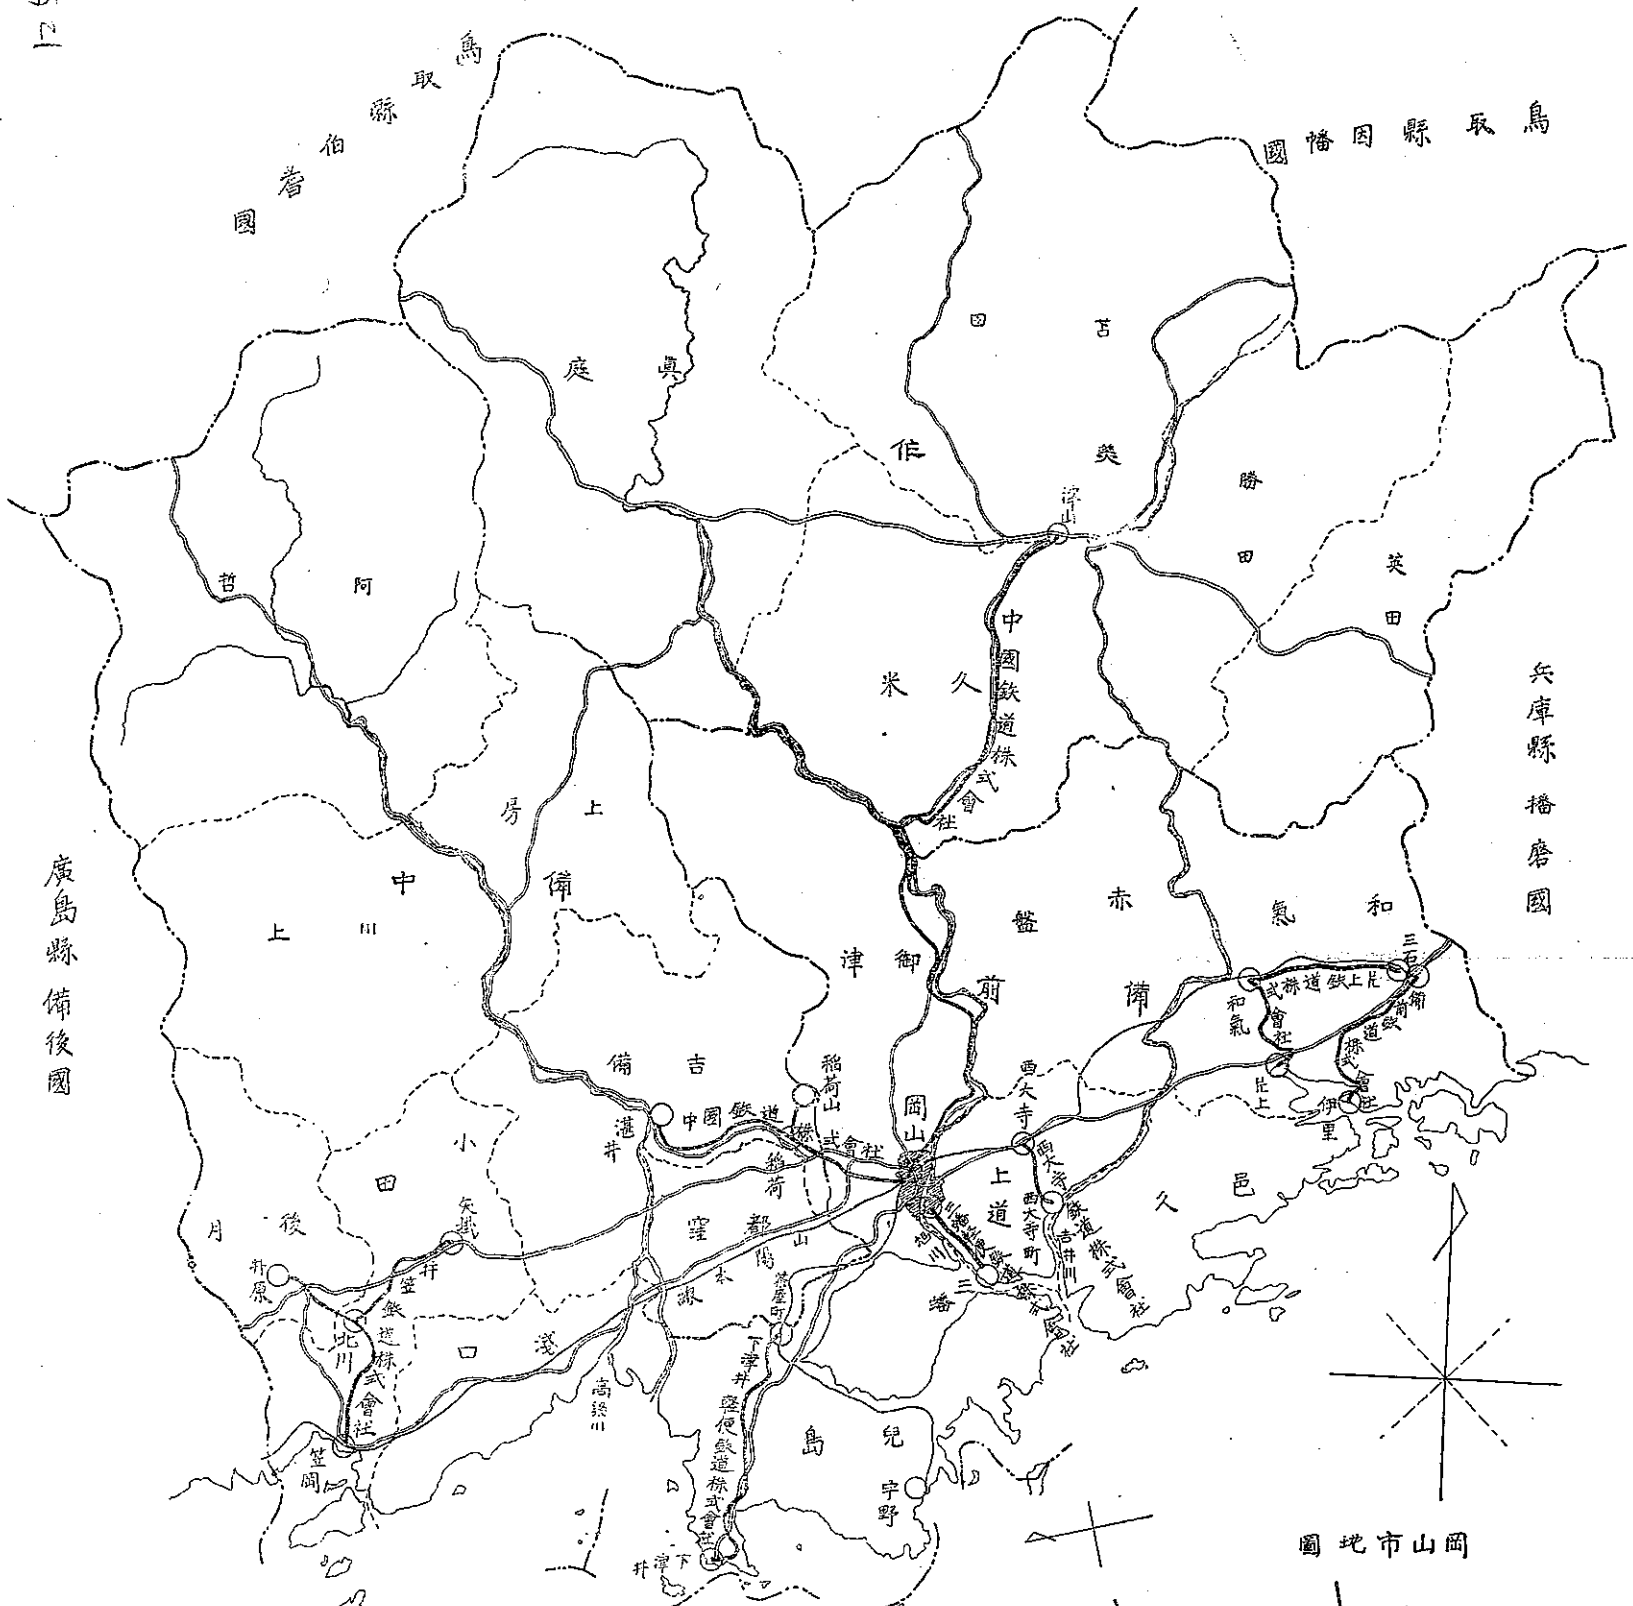 鳥取縣伯耆國
鳥取縣因幡國
兵庫縣播磨國
廣島縣備後國
眞庭
苫田
美作
勝田
英田
津山
久米
中國鉄道株式會社
阿哲
上房
備中
川上
御津
赤磐
備前
和氣
三石
片上鉄道株式會社
和氣
備前鉄道株式會社
片上
伊里
邑久
西大寺
西大寺鉄道株式會社
西大寺町
吉井川
上道
岡山
旭川
三蟠
稲荷山
吉備
中國鉄道株式會社
稲荷
湛井
都窪
山陽本線
小田
矢掛
後月
井原
井笠鉄道株式會社
北川
笠岡
淺口
高梁川
茶屋町
下津井軽便鉄道株式會社
下津井
兒島
宇野
岡山市地圖